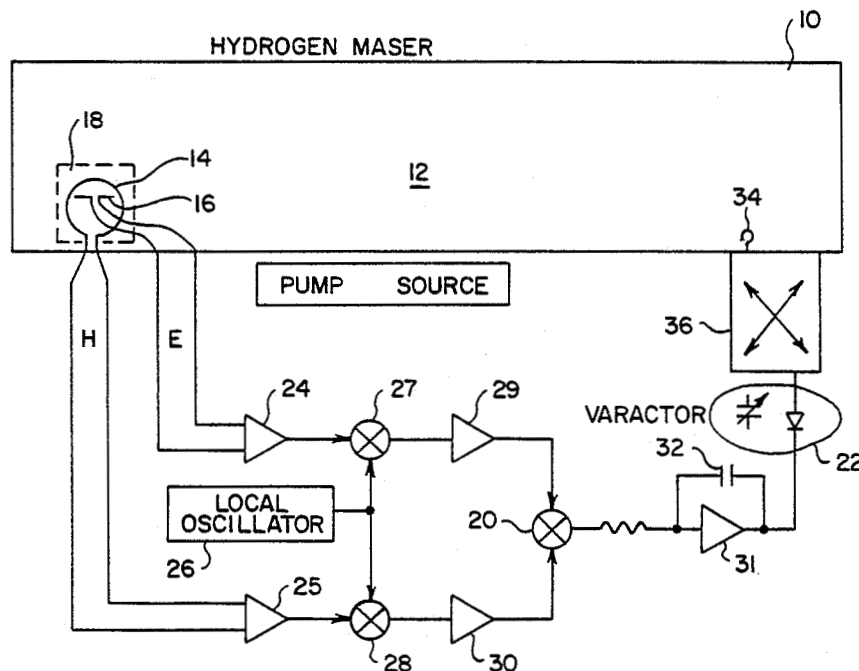 10
HYDROGEN MASER
18
14
16
12
34
PUMP SOURCE
36
H
E
24
27
29
VARACTOR
32
22
LOCAL
OSCILLATOR
26
20
31
25
28
30